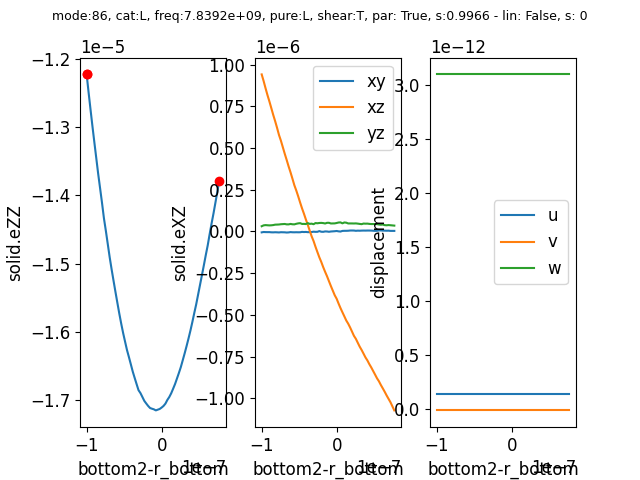 mode:86, cat:L, freq:7.8392e+09, pure:L, shear:T, par: True, s:0.9966 - lin: False, s: 0
1e−5
−1.2
−1.3
−1.4
−1.5
−1.6
−1.7
solid.eZZ
−1
0
1e−7
bottom2-r_bottom
1e−6
1.00
0.75
0.50
0.25
0.00
−0.25
−0.50
−0.75
−1.00
solid.eXZ
xy
xz
yz
−1
0
1e−7
bottom2-r_bottom
1e−12
3.0
2.5
2.0
1.5
1.0
0.5
0.0
displacement
u
v
w
−1
0
1e−7
bottom2-r_bottom